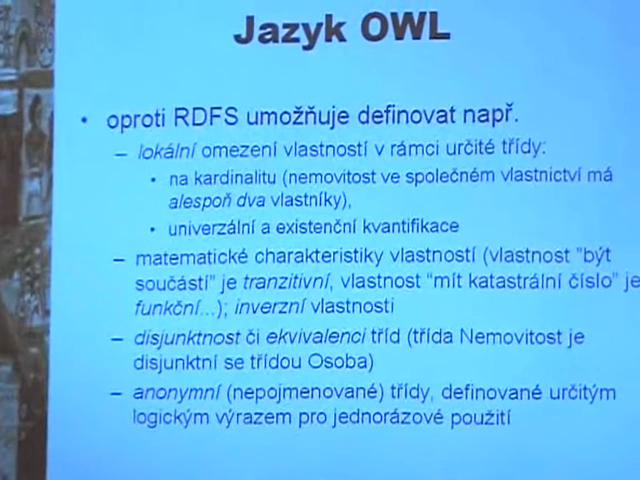 Jazyk OWL
• oproti RDFS umožňuje definovat např.
– lokální omezení vlastností v rámci určité třídy:
• na kardinalitu (nemovitost ve společném vlastnictví má
alespoň dva vlastníky),
• univerzální a existenční kvantifikace
– matematické charakteristiky vlastností (vlastnost "být
součástí" je tranzitivní, vlastnost "mít katastrální číslo" je
funkční...); inverzní vlastnosti
– disjunktnost či ekvivalenci tříd (třída Nemovitost je
disjunktní se třídou Osoba)
– anonymní (nepojmenované) třídy, definované určitým
logickým výrazem pro jednorázové použití